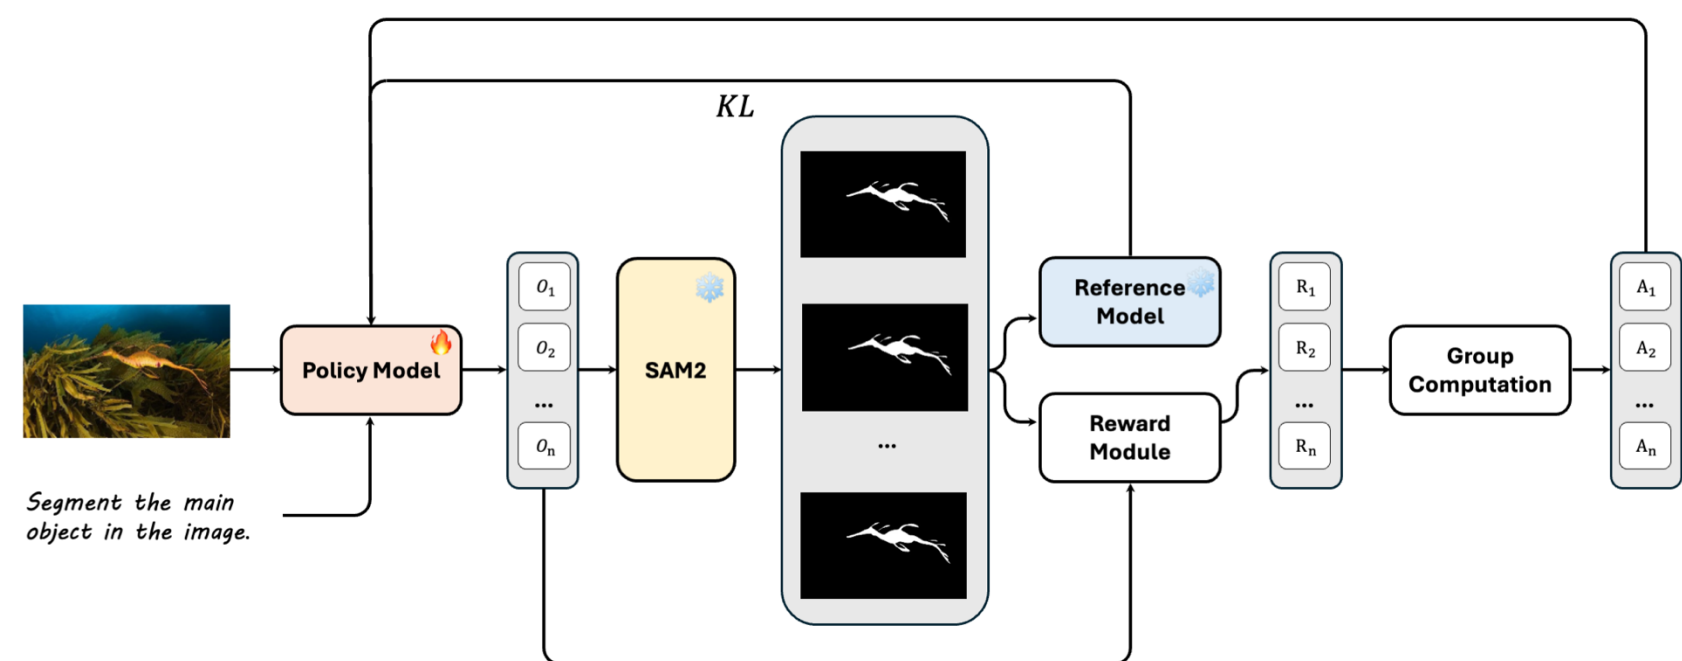 KL
Segment the main
object in the image.
Policy Model
O1
O2
...
On
SAM2
...
Reference
Model
Reward
Module
R1
R2
...
Rn
Group
Computation
A1
A2
...
An